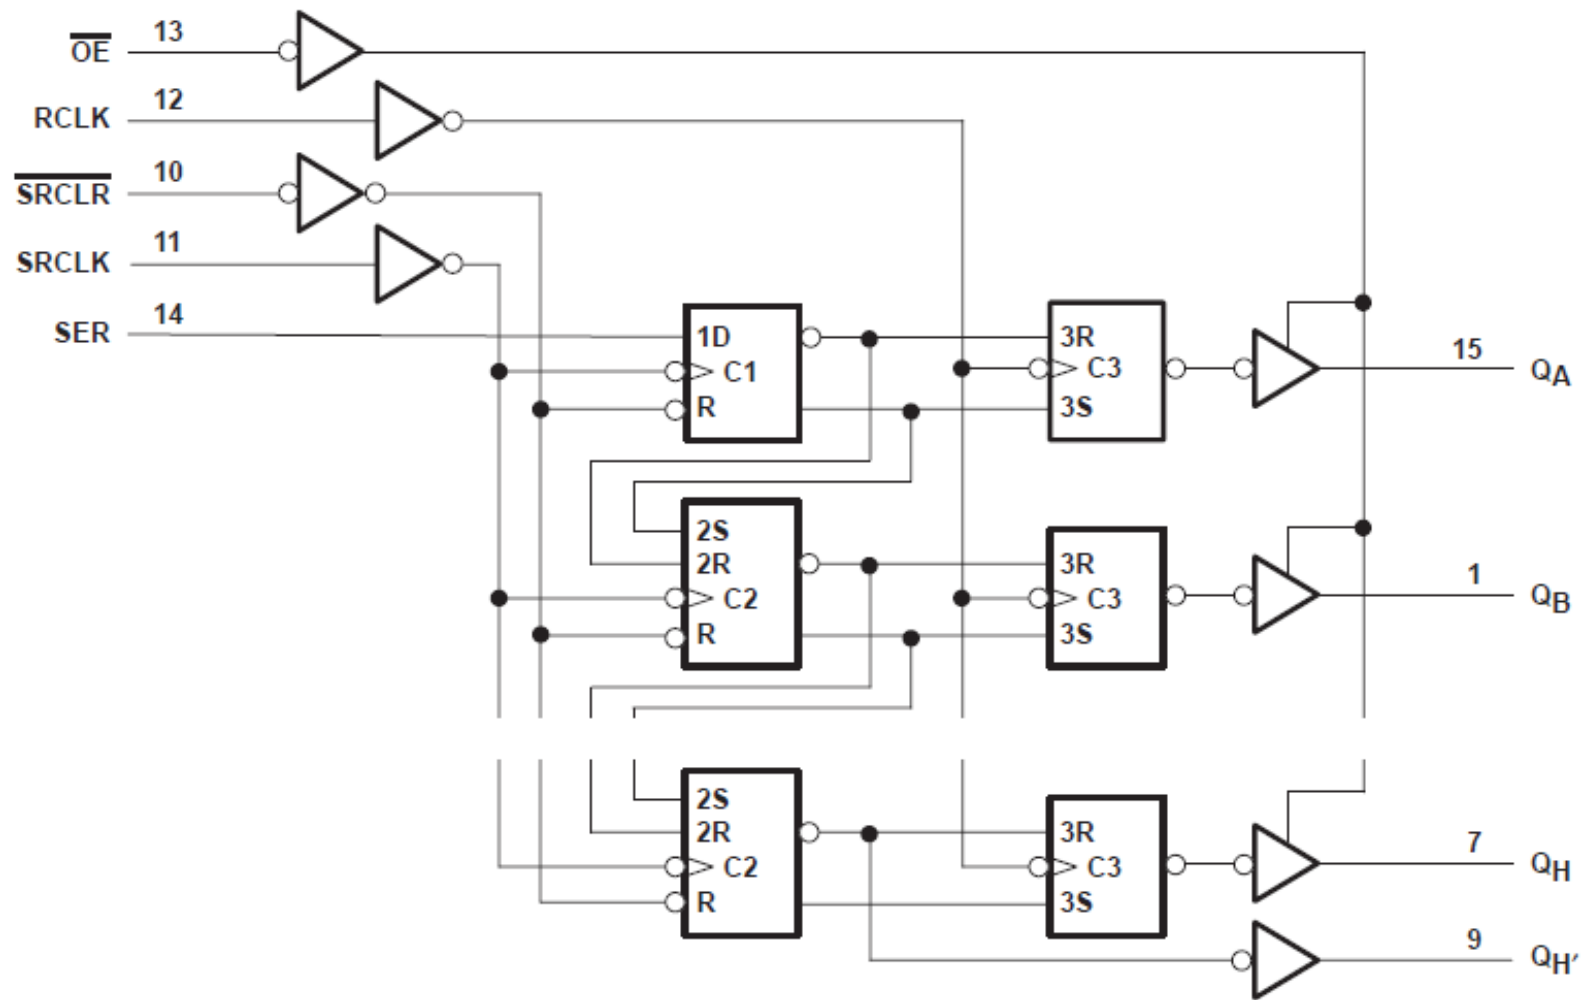 OE 13
RCLK 12
SRCLR 10
SRCLK 11
SER 14
1D
C1
R
3R
C3
3S
15 QA
2S
2R
C2
R
3R
C3
3S
1 QB
2S
2R
C2
R
3R
C3
3S
7 QH
9 QH′